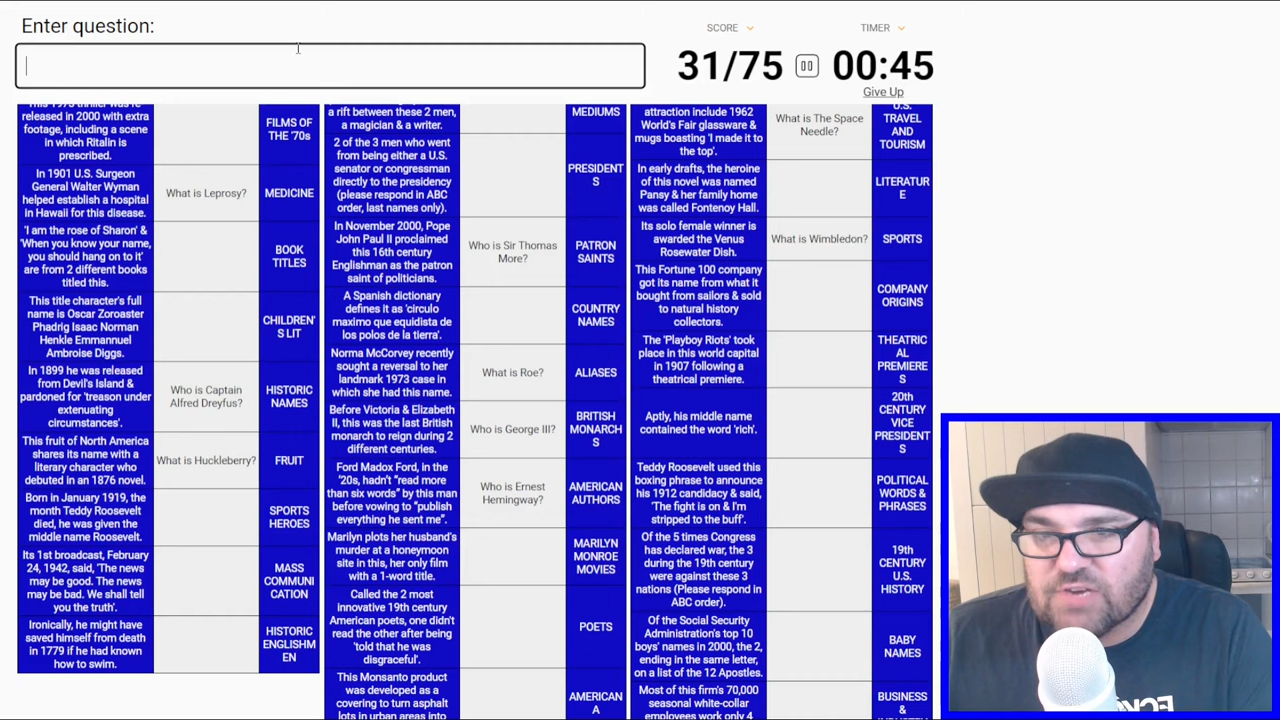 Enter question:
SCORE
TIMER
31/75
00:45
Give Up
This 1973 thriller was re-
released in 2000 with extra
footage, including a scene
in which Ritalin is
prescribed.
FILMS OF
THE '70s
In 1901 U.S. Surgeon
General Walter Wyman
helped establish a hospital
in Hawaii for this disease.
What is Leprosy?
MEDICINE
'I am the rose of Sharon' &
'When you know your name,
you should hang on to it'
are from 2 different books
titled this.
BOOK
TITLES
This title character's full
name is Oscar Zoroaster
Phadrig Isaac Norman
Henkle Emmannuel
Ambroise Diggs.
CHILDREN'
S LIT
In 1899 he was released
from Devil's Island &
pardoned for 'treason under
extenuating
circumstances'.
Who is Captain
Alfred Dreyfus?
HISTORIC
NAMES
This fruit of North America
shares its name with a
literary character who
debuted in an 1876 novel.
What is Huckleberry?
FRUIT
Born in January 1919, the
month Teddy Roosevelt
died, he was given the
middle name Roosevelt.
SPORTS
HEROES
Its 1st broadcast, February
24, 1942, said, 'The news
may be good. The news
may be bad. We shall tell
you the truth'.
MASS
COMMUNI
CATION
Ironically, he might have
saved himself from death
in 1779 if he had known
how to swim.
HISTORIC
ENGLISHM
EN
a rift between these 2 men,
a magician & a writer.
MEDIUMS
2 of the 3 men who went
from being either a U.S.
senator or congressman
directly to the presidency
(please respond in ABC
order, last names only).
PRESIDENT
S
In November 2000, Pope
John Paul II proclaimed
this 16th century
Englishman as the patron
saint of politicians.
Who is Sir Thomas
More?
PATRON
SAINTS
A Spanish dictionary
defines it as 'circulo
maximo que equidista de
los polos de la tierra'.
COUNTRY
NAMES
Norma McCorvey recently
sought a reversal to her
landmark 1973 case in
which she had this name.
What is Roe?
ALIASES
Before Victoria & Elizabeth
II, this was the last British
monarch to reign during 2
different centuries.
Who is George III?
BRITISH
MONARCH
S
Ford Madox Ford, in the
'20s, hadn't "read more
than six words" by this man
before vowing to "publish
everything he sent me".
Who is Ernest
Hemingway?
AMERICAN
AUTHORS
Marilyn plots her husband's
murder at a honeymoon
site in this, her only film
with a 1-word title.
MARILYN
MONROE
MOVIES
Called the 2 most
innovative 19th century
American poets, one didn't
read the other after being
'told that he was
disgraceful'.
POETS
This Monsanto product
was developed as a
covering to turn asphalt
lots in urban areas into
AMERICAN
A
attraction include 1962
World's Fair glassware &
mugs boasting 'I made it to
the top'.
What is The Space
Needle?
U.S.
TRAVEL
AND
TOURISM
In early drafts, the heroine
of this novel was named
Pansy & her family home
was called Fontenoy Hall.
LITERATUR
E
Its solo female winner is
awarded the Venus
Rosewater Dish.
What is Wimbledon?
SPORTS
This Fortune 100 company
got its name from what it
bought from sailors & sold
to natural history
collectors.
COMPANY
ORIGINS
The 'Playboy Riots' took
place in this world capital
in 1907 following a
theatrical premiere.
THEATRIC
AL
PREMIERE
S
Aptly, his middle name
contained the word 'rich'.
20th
CENTURY
VICE
PRESIDENT
S
Teddy Roosevelt used this
boxing phrase to announce
his 1912 candidacy & said,
'The fight is on & I'm
stripped to the buff'.
POLITICAL
WORDS &
PHRASES
Of the 5 times Congress
has declared war, the 3
during the 19th century
were against these 3
nations (Please respond in
ABC order).
19th
CENTURY
U.S.
HISTORY
Of the Social Security
Administration's top 10
boys' names in 2000, the 2,
ending in the same letter,
on a list of the 12 Apostles.
BABY
NAMES
Most of this firm's 70,000
seasonal white-collar
employees work only 4
BUSINESS
&